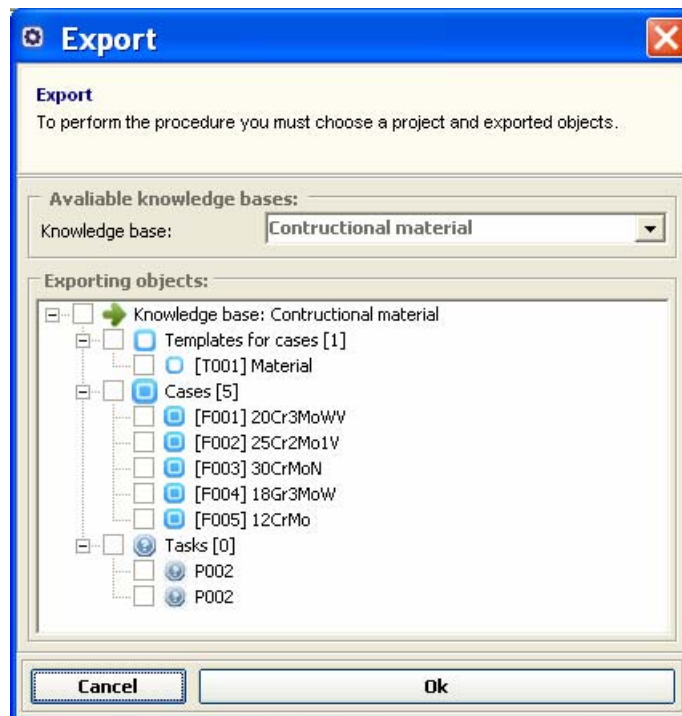 Export
Export
To perform the procedure you must choose a project and exported objects.
Avaliable knowledge bases:
Knowledge base: Contructional material
Exporting objects:
Knowledge base: Contructional material
Templates for cases [1]
[T001] Material
Cases [5]
[F001] 20Cr3MoWV
[F002] 25Cr2Mo1V
[F003] 30CrMoN
[F004] 18Gr3MoW
[F005] 12CrMo
Tasks [0]
P002
P002
Cancel Ok